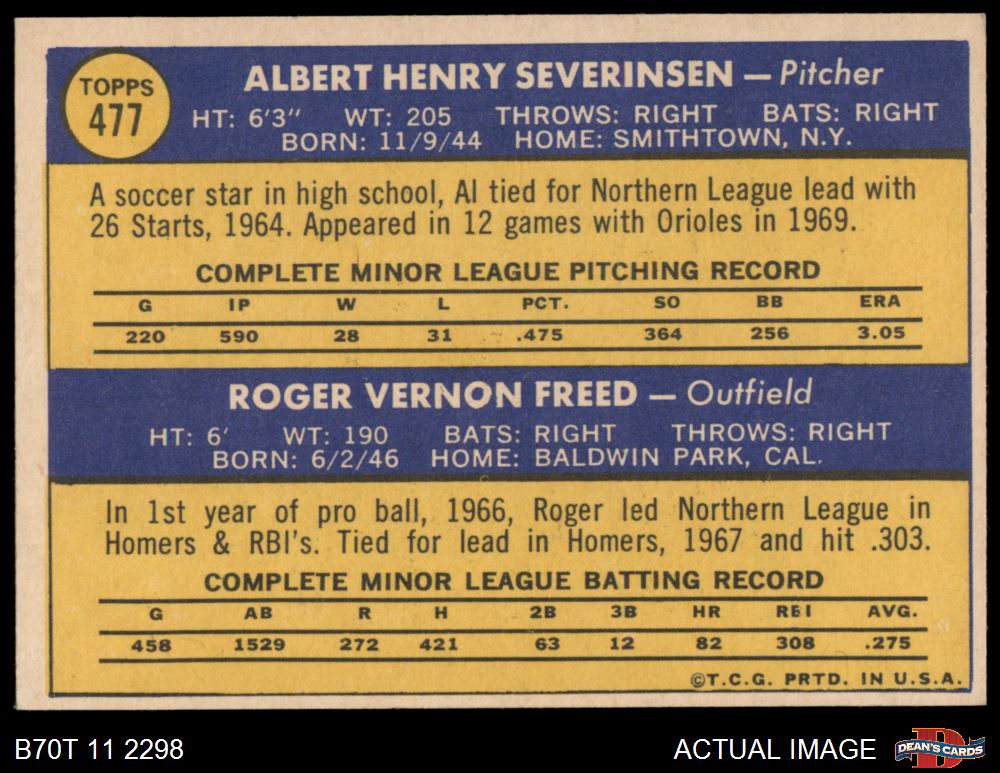 TOPPS
477
ALBERT HENRY SEVERINSEN — Pitcher
HT: 6'3" WT: 205 THROWS: RIGHT BATS: RIGHT
BORN: 11/9/44 HOME: SMITHTOWN, N.Y.
A soccer star in high school, Al tied for Northern League lead with
26 Starts, 1964. Appeared in 12 games with Orioles in 1969.
COMPLETE MINOR LEAGUE PITCHING RECORD
G IP W L PCT. SO BB ERA
220 590 28 31 .475 364 256 3.05
ROGER VERNON FREED — Outfield
HT: 6' WT: 190 BATS: RIGHT THROWS: RIGHT
BORN: 6/2/46 HOME: BALDWIN PARK, CAL.
In 1st year of pro ball, 1966, Roger led Northern League in
Homers & RBI's. Tied for lead in Homers, 1967 and hit .303.
COMPLETE MINOR LEAGUE BATTING RECORD
G AB R H 2B 3B HR RBI AVG.
458 1529 272 421 63 12 82 308 .275
©T.C.G. PRTD. IN U.S.A.
B70T 11 2298 ACTUAL IMAGE D DEAN'S CARDS